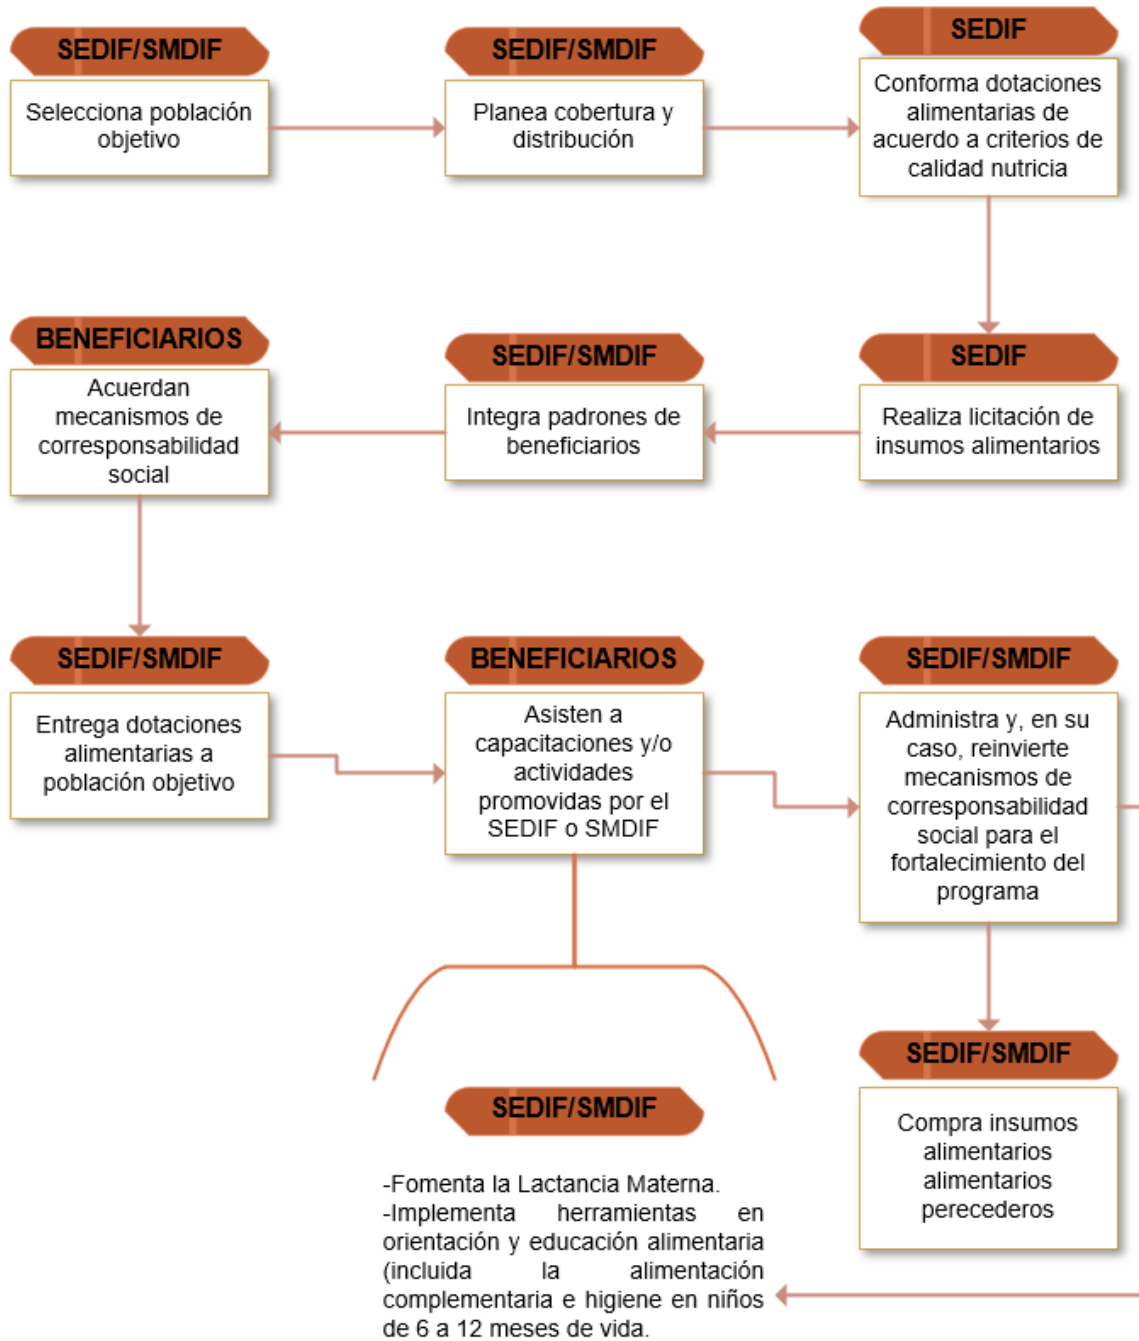 SEDIF/SMDIF
Selecciona población
objetivo
SEDIF/SMDIF
Planea cobertura y
distribución
SEDIF
Conforma dotaciones
alimentarias de
acuerdo a criterios de
calidad nutricia
SEDIF
Realiza licitación de
insumos alimentarios
SEDIF/SMDIF
Integra padrones de
beneficiarios
BENEFICIARIOS
Acuerdan
mecanismos de
corresponsabilidad
social
SEDIF/SMDIF
Entrega dotaciones
alimentarias a
población objetivo
BENEFICIARIOS
Asisten a
capacitaciones y/o
actividades
promovidas por el
SEDIF o SMDIF
SEDIF/SMDIF
Administra y, en su
caso, reinvierte
mecanismos de
corresponsabilidad
social para el
fortalecimiento del
programa
SEDIF/SMDIF
Compra insumos
alimentarios
alimentarios
perecederos
SEDIF/SMDIF
-Fomenta la Lactancia Materna.
-Implementa herramientas en
orientación y educación alimentaria
(incluida la alimentación
complementaria e higiene en niños
de 6 a 12 meses de vida.